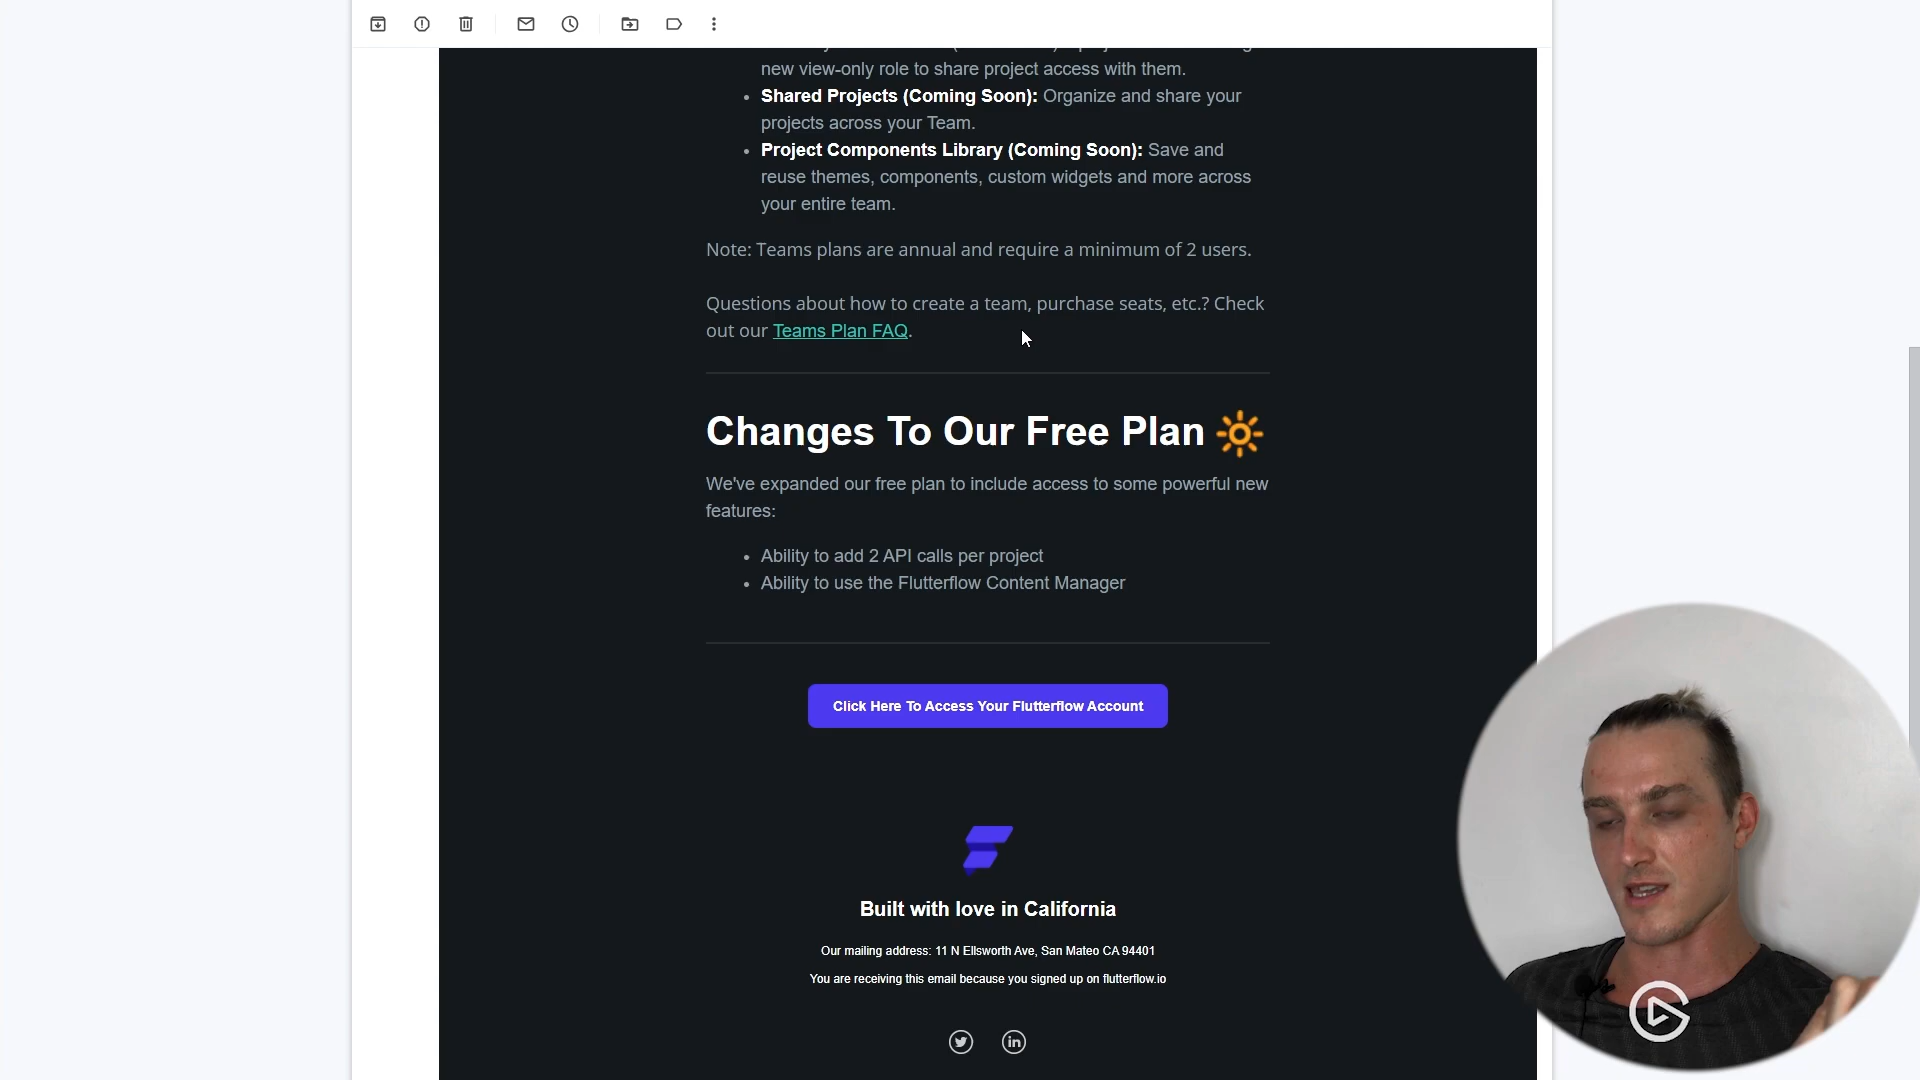 new view-only role to share project access with them.
• Shared Projects (Coming Soon): Organize and share your
projects across your Team.
• Project Components Library (Coming Soon): Save and
reuse themes, components, custom widgets and more across
your entire team.
Note: Teams plans are annual and require a minimum of 2 users.
Questions about how to create a team, purchase seats, etc.? Check
out our Teams Plan FAQ.
Changes To Our Free Plan
We've expanded our free plan to include access to some powerful new
features:
• Ability to add 2 API calls per project
• Ability to use the Flutterflow Content Manager
Click Here To Access Your Flutterflow Account
Built with love in California
Our mailing address: 11 N Ellsworth Ave, San Mateo CA 94401
You are receiving this email because you signed up on flutterflow.io
in